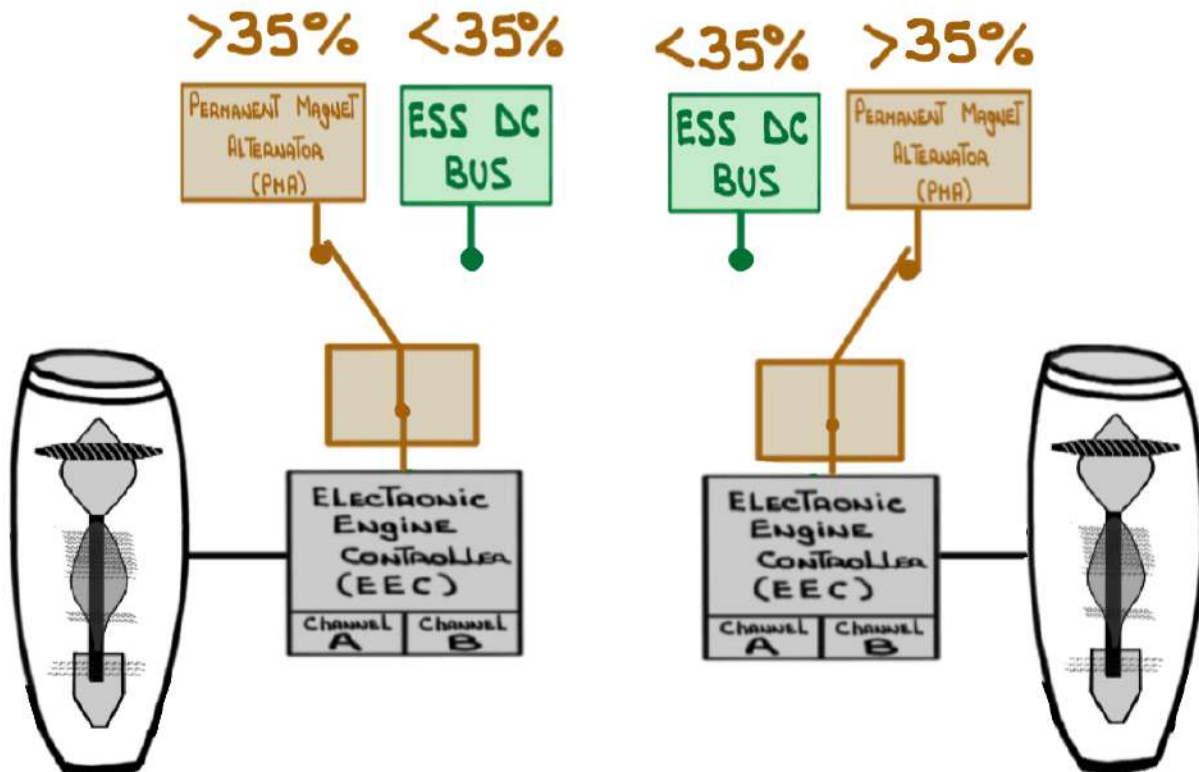 >35%
<35%
<35%
>35%
PERMANENT MAGNET
ALTERNATOR
(PMA)
ESS DC
BUS
ESS DC
BUS
PERMANENT MAGNET
ALTERNATOR
(PMA)
ELECTRONIC
ENGINE
CONTROLLER
(EEC)
CHANNEL
A
CHANNEL
B
ELECTRONIC
ENGINE
CONTROLLER
(EEC)
CHANNEL
A
CHANNEL
B